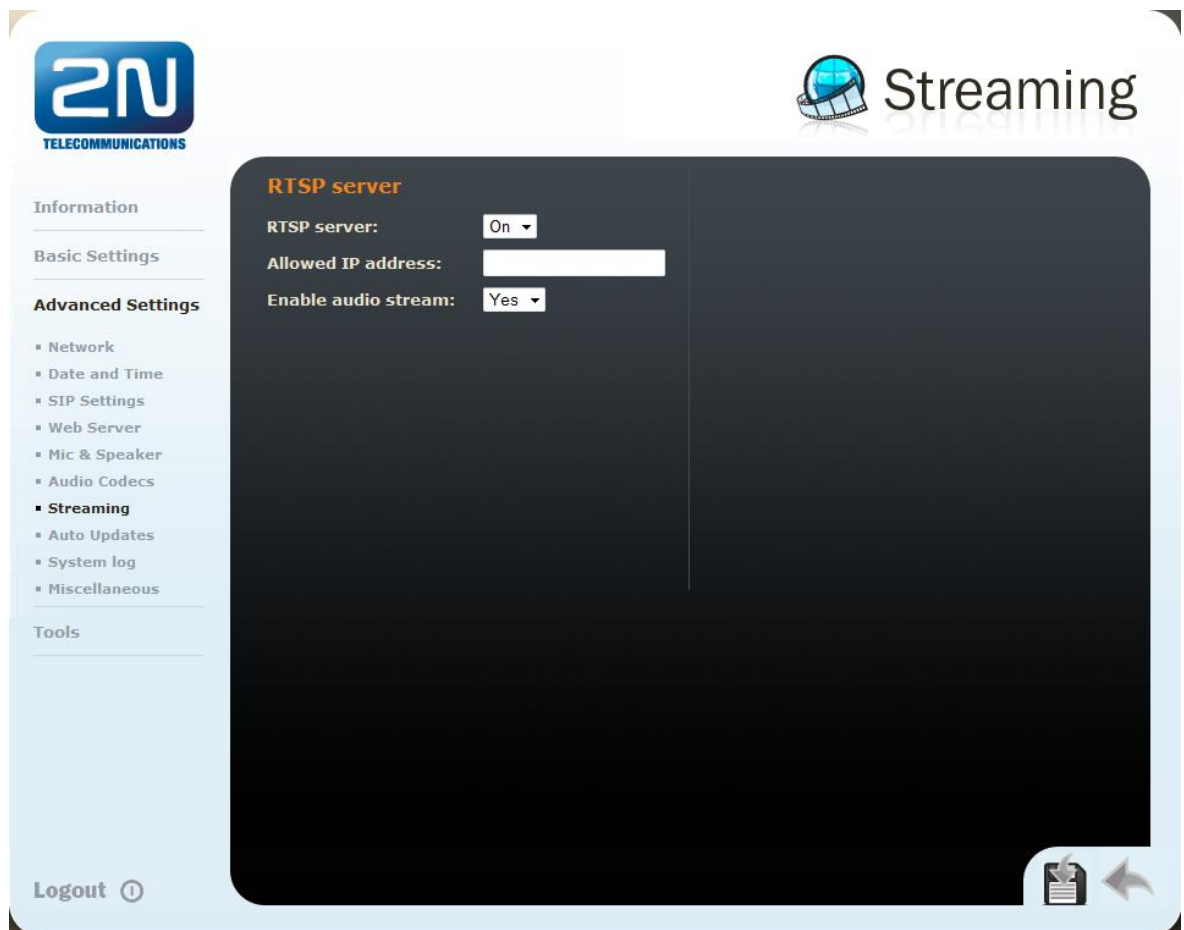 2N
TELECOMMUNICATIONS
Streaming
Information
Basic Settings
Advanced Settings
Network
Date and Time
SIP Settings
Web Server
Mic & Speaker
Audio Codecs
Streaming
Auto Updates
System log
Miscellaneous
Tools
Logout
RTSP server
RTSP server: On
Allowed IP address:
Enable audio stream: Yes